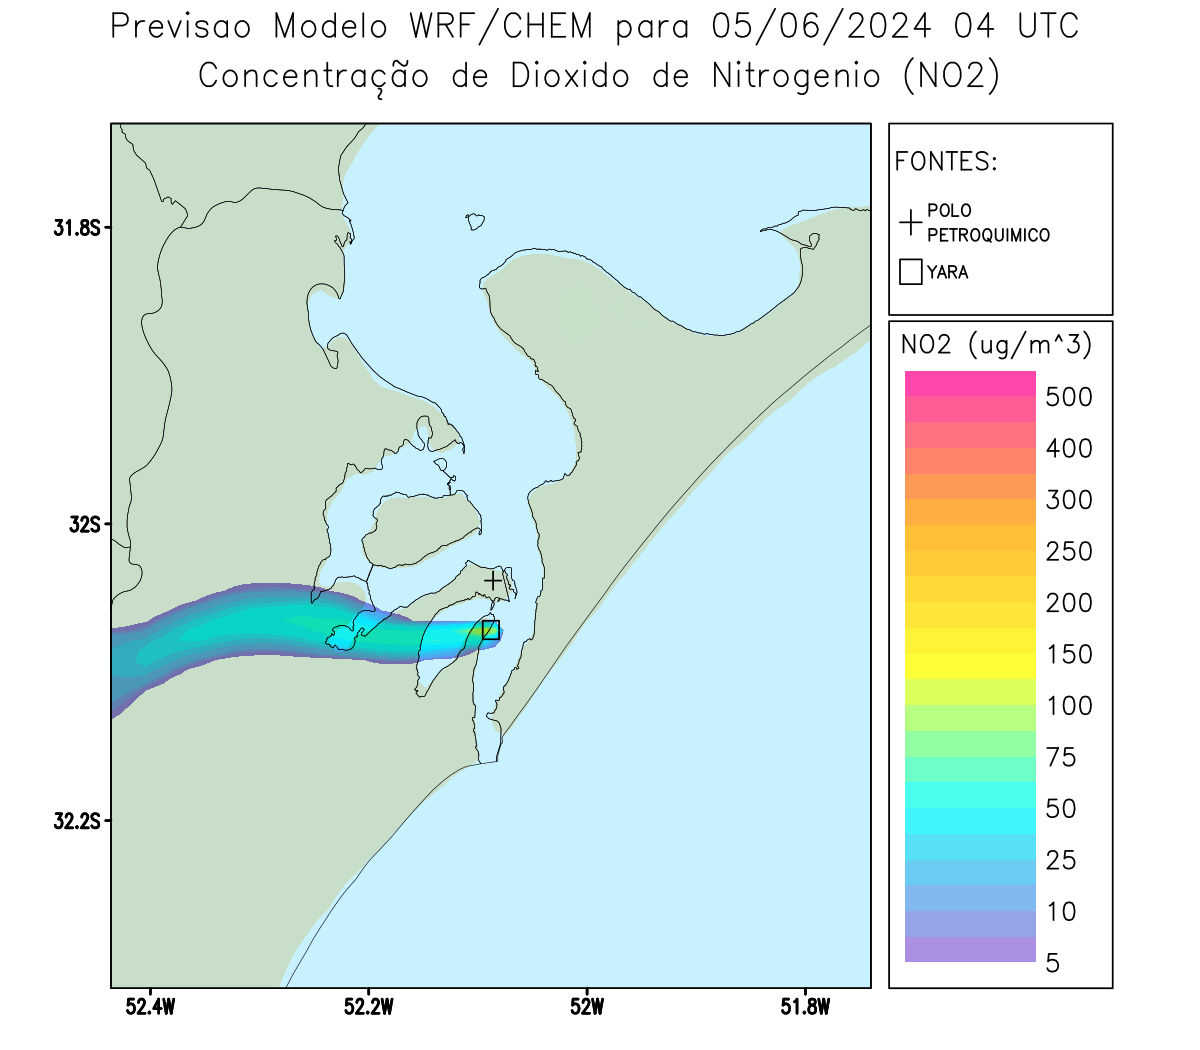 Previsao Modelo WRF/CHEM para 05/06/2024 04 UTC
Concentração de Dioxido de Nitrogenio (NO2)
FONTES:
POLO
PETROQUIMICO
YARA
NO2 (ug/m^3)
500
400
300
250
200
150
100
75
50
25
10
5
31.8S
32S
32.2S
52.4W
52.2W
52W
51.8W